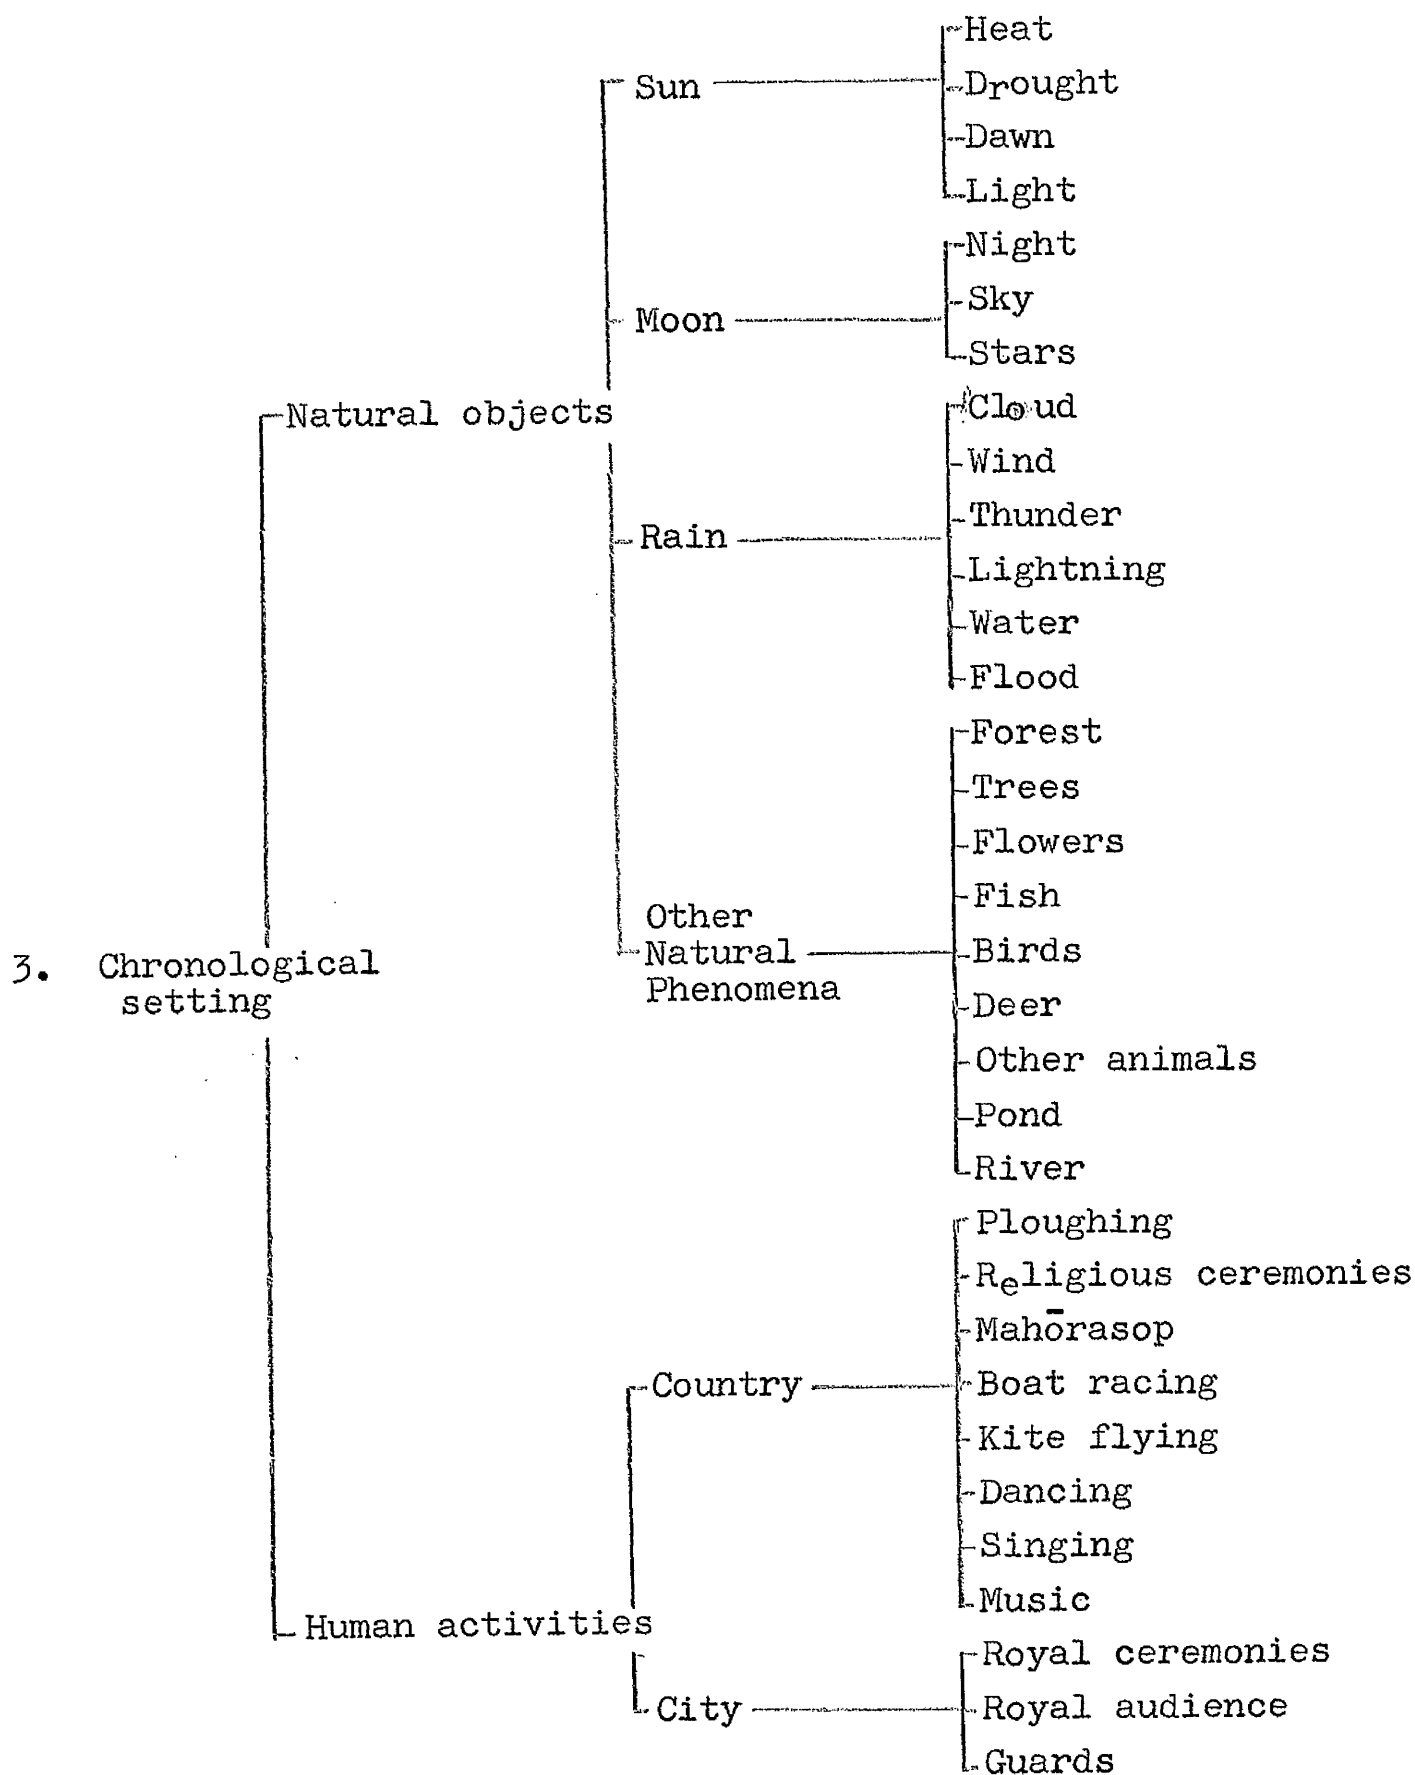 Heat
Sun
Drought
Dawn
Light
Night
Sky
Moon
Stars
Natural objects
Cloud
Wind
Thunder
Rain
Lightning
Water
Flood
Forest
Trees
Flowers
Fish
Other
Natural
Phenomena
Birds
Deer
Other animals
Pond
River
3. Chronological
setting
Ploughing
Religious ceremonies
Mahōrasop
Country
Boat racing
Kite flying
Dancing
Singing
Music
Human activities
Royal ceremonies
City
Royal audience
Guards